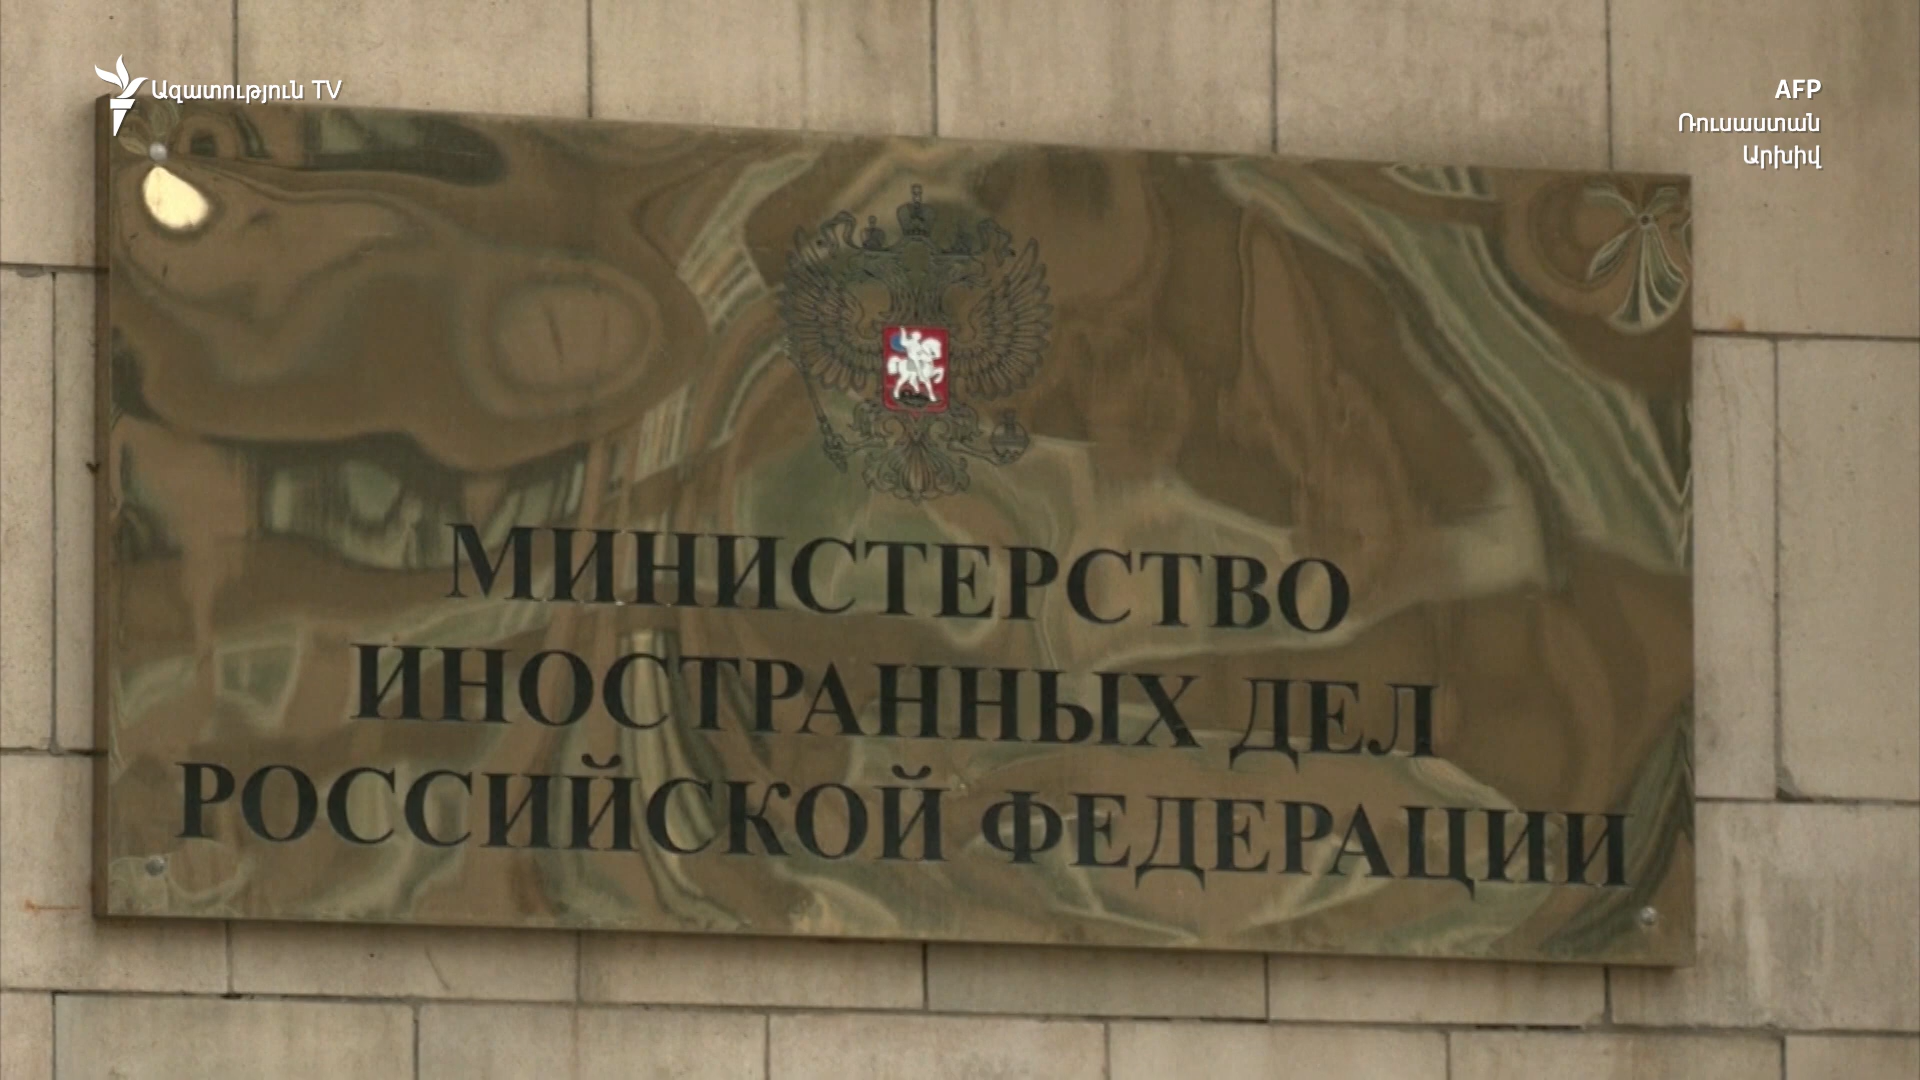 Ազատություն TV
AFP
Ռուսաստան
Արխիվ
МИНИСТЕРСТВО
ИНОСТРАННЫХ ДЕЛ
РОССИЙСКОЙ ФЕДЕРАЦИИ